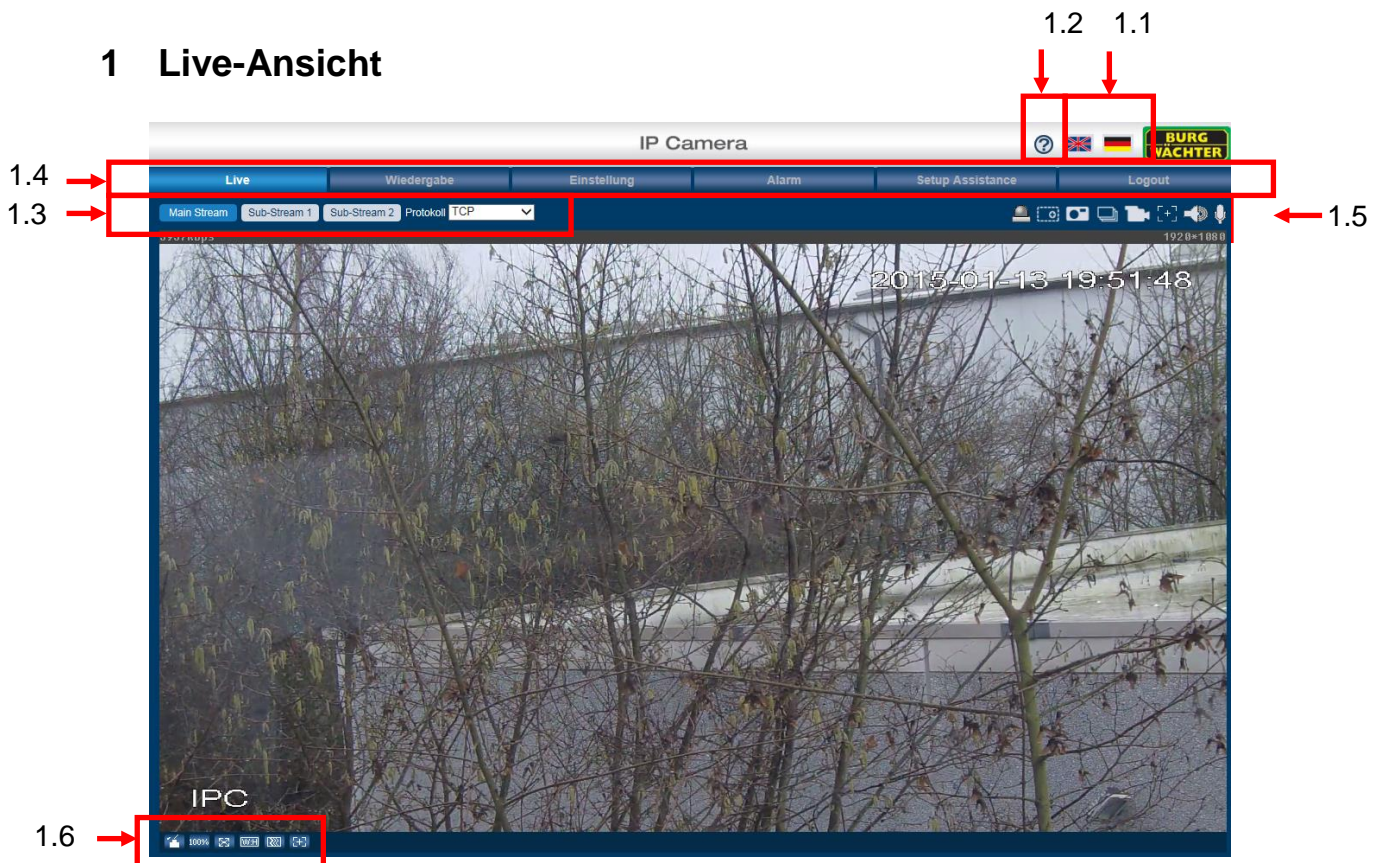 1.2 1.1
1 Live-Ansicht
IP Camera
BURG
WÄCHTER
1.4
Live Wiedergabe Einstellung Alarm Setup Assistance Logout
1.3
Main Stream Sub-Stream 1 Sub-Stream 2 Protokoll TCP
1.5
1920*1080
2015-01-13 19:51:48
IPC
1.6
100% W:H